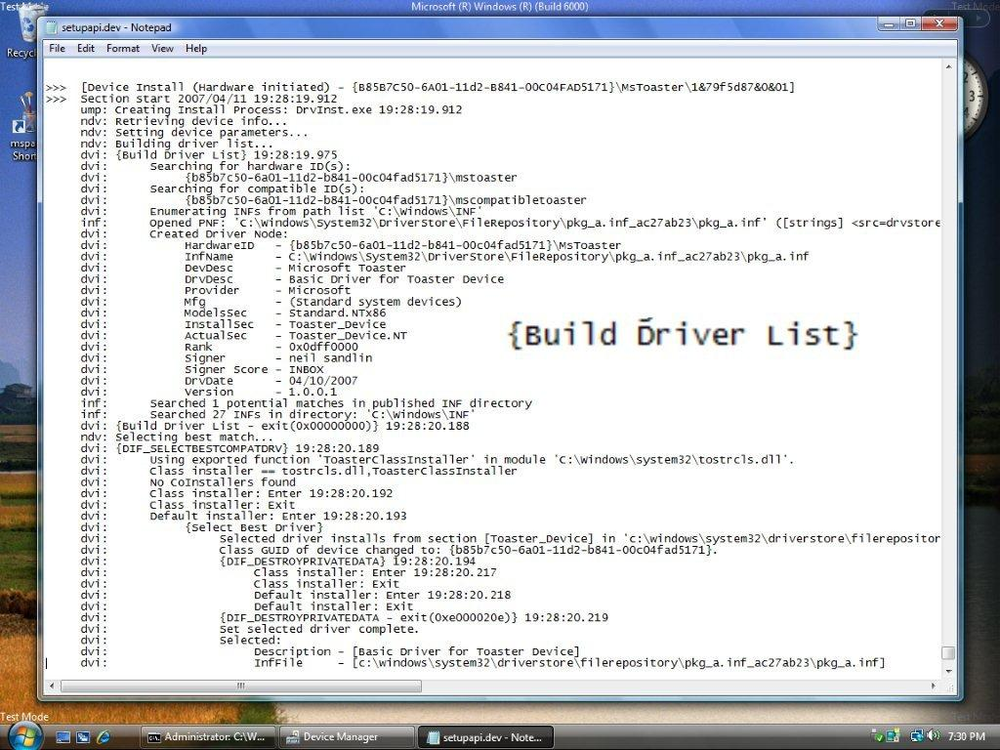 Test Mode
Microsoft (R) Windows (R) (Build 6000)
Test Mode
setupapi.dev - Notepad
File Edit Format View Help
>>> [Device Install (Hardware initiated) - {B85B7C50-6A01-11d2-B841-00C04FAD5171}\MsToaster\1&79f5d87&0&01]
>>> Section start 2007/04/11 19:28:19.912
ump: Creating Install Process: DrvInst.exe 19:28:19.912
ndv: Retrieving device info...
ndv: Setting device parameters...
ndv: Building driver list...
dvi: {Build Driver List} 19:28:19.975
dvi: Searching for hardware ID(s):
dvi: {b85b7c50-6a01-11d2-b841-00c04fad5171}\mstoaster
dvi: Searching for compatible ID(s):
dvi: {b85b7c50-6a01-11d2-b841-00c04fad5171}\mscompatibletoaster
dvi: Enumerating INFs from path list 'C:\Windows\INF'
inf: Opened PNF: 'C:\Windows\System32\DriverStore\FileRepository\pkg_a.inf_ac27ab23\pkg_a.inf' ([strings] <src=drvstore
dvi: Created Driver Node:
dvi: HardwareID - {b85b7c50-6a01-11d2-b841-00c04fad5171}\MsToaster
dvi: InfName - C:\Windows\System32\DriverStore\FileRepository\pkg_a.inf_ac27ab23\pkg_a.inf
dvi: DevDesc - Microsoft Toaster
dvi: DrvDesc - Basic Driver for Toaster Device
dvi: Provider - Microsoft
dvi: Mfg - (Standard system devices)
dvi: ModelsSec - Standard.NTx86
dvi: InstallSec - Toaster_Device
dvi: ActualSec - Toaster_Device.NT
dvi: Rank - 0x0dff0000
dvi: Signer - neil sandlin
dvi: Signer Score - INBOX
dvi: DrvDate - 04/10/2007
dvi: Version - 1.0.0.1
{Build Driver List}
inf: Searched 1 potential matches in published INF directory
inf: Searched 27 INFs in directory: 'C:\Windows\INF'
dvi: {Build Driver List - exit(0x00000000)} 19:28:20.188
ndv: Selecting best match...
dvi: {DIF_SELECTBESTCOMPATDRV} 19:28:20.189
dvi: Using exported function 'ToasterClassInstaller' in module 'C:\Windows\system32\tostrcls.dll'.
dvi: Class installer == tostrcls.dll,ToasterClassInstaller
dvi: No CoInstallers found
dvi: Class installer: Enter 19:28:20.192
dvi: Class installer: Exit
dvi: Default installer: Enter 19:28:20.193
dvi: {Select Best Driver}
dvi: Selected driver installs from section [Toaster_Device] in 'c:\windows\system32\driverstore\filerepositor
dvi: Class GUID of device changed to: {b85b7c50-6a01-11d2-b841-00c04fad5171}.
dvi: {DIF_DESTROYPRIVATEDATA} 19:28:20.194
dvi: Class installer: Enter 19:28:20.217
dvi: Class installer: Exit
dvi: Default installer: Enter 19:28:20.218
dvi: Default installer: Exit
dvi: {DIF_DESTROYPRIVATEDATA - exit(0xe000020e)} 19:28:20.219
dvi: Set selected driver complete.
dvi: Selected:
dvi: Description - [Basic Driver for Toaster Device]
dvi: InfFile - [c:\windows\system32\driverstore\filerepository\pkg_a.inf_ac27ab23\pkg_a.inf]
Recycl
mspa
Short
Test Mode
Administrator: C:\W...
Device Manager
setupapi.dev - Note...
7:30 PM